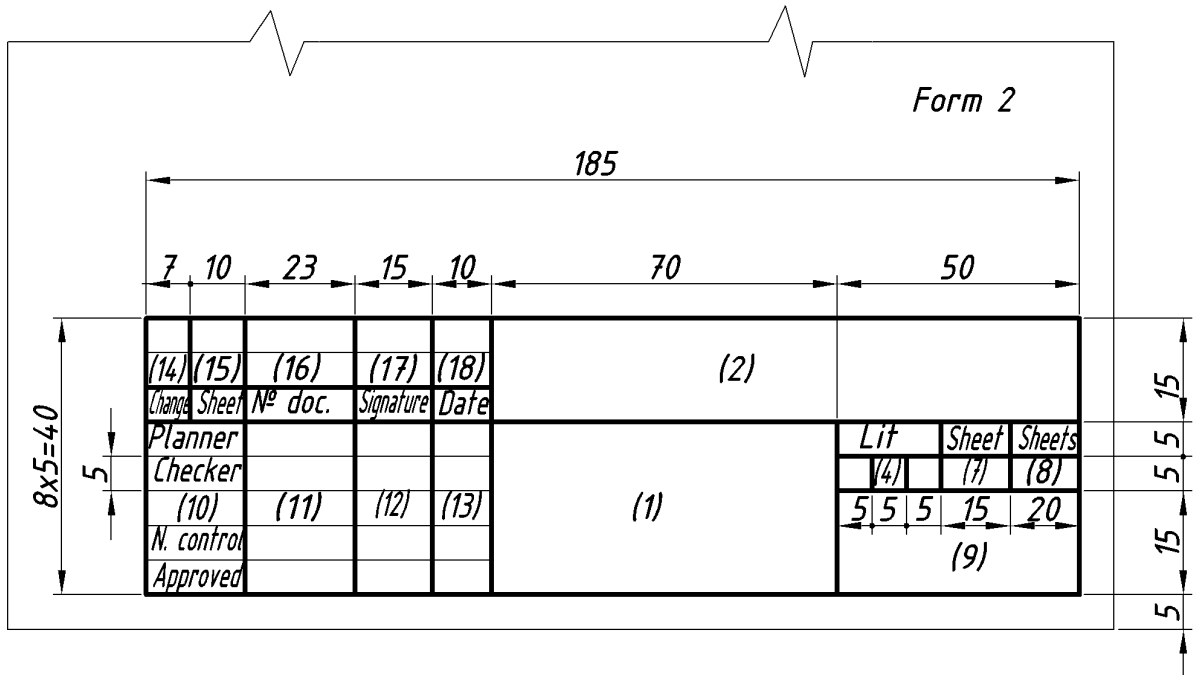 Form 2
185
7 10 23 15 10 70 50
(14) (15) (16) (17) (18) (2)
Change Sheet № doc. Signature Date
15
Planner Lit Sheet Sheets 5
Checker (4) (7) (8) 5
8x5=40
5
(10) (11) (12) (13) (1) 5 5 5 15 20
N. control (9) 15
Approved
5